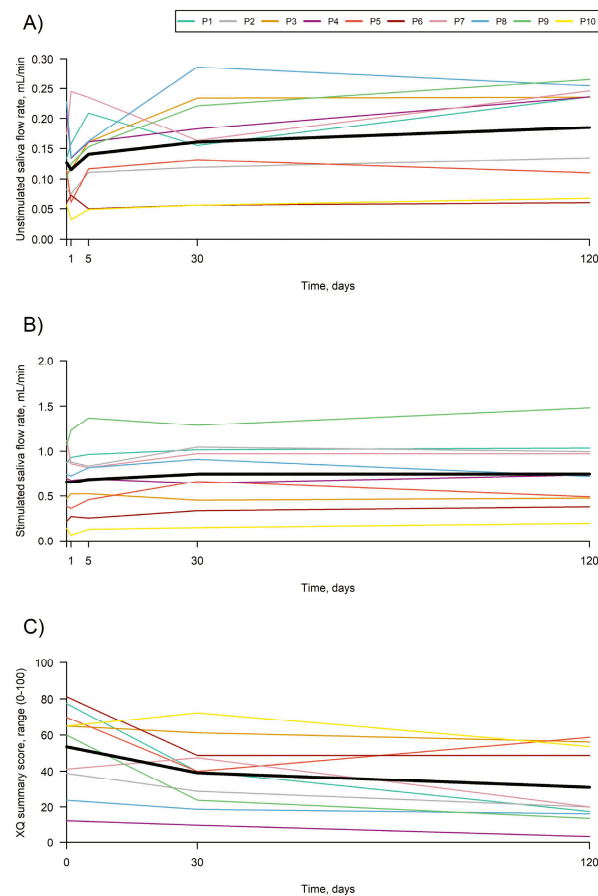 A)
P1 P2 P3 P4 P5 P6 P7 P8 P9 P10
Unstimulated saliva flow rate, mL/min
0.30
0.25
0.20
0.15
0.10
0.05
0.00
1 5 30 120
Time, days
B)
Stimulated saliva flow rate, mL/min
2.0
1.5
1.0
0.5
0.0
1 5 30 120
Time, days
C)
XQ summary score, range (0-100)
100
80
60
40
20
0
0 30 120
Time, days